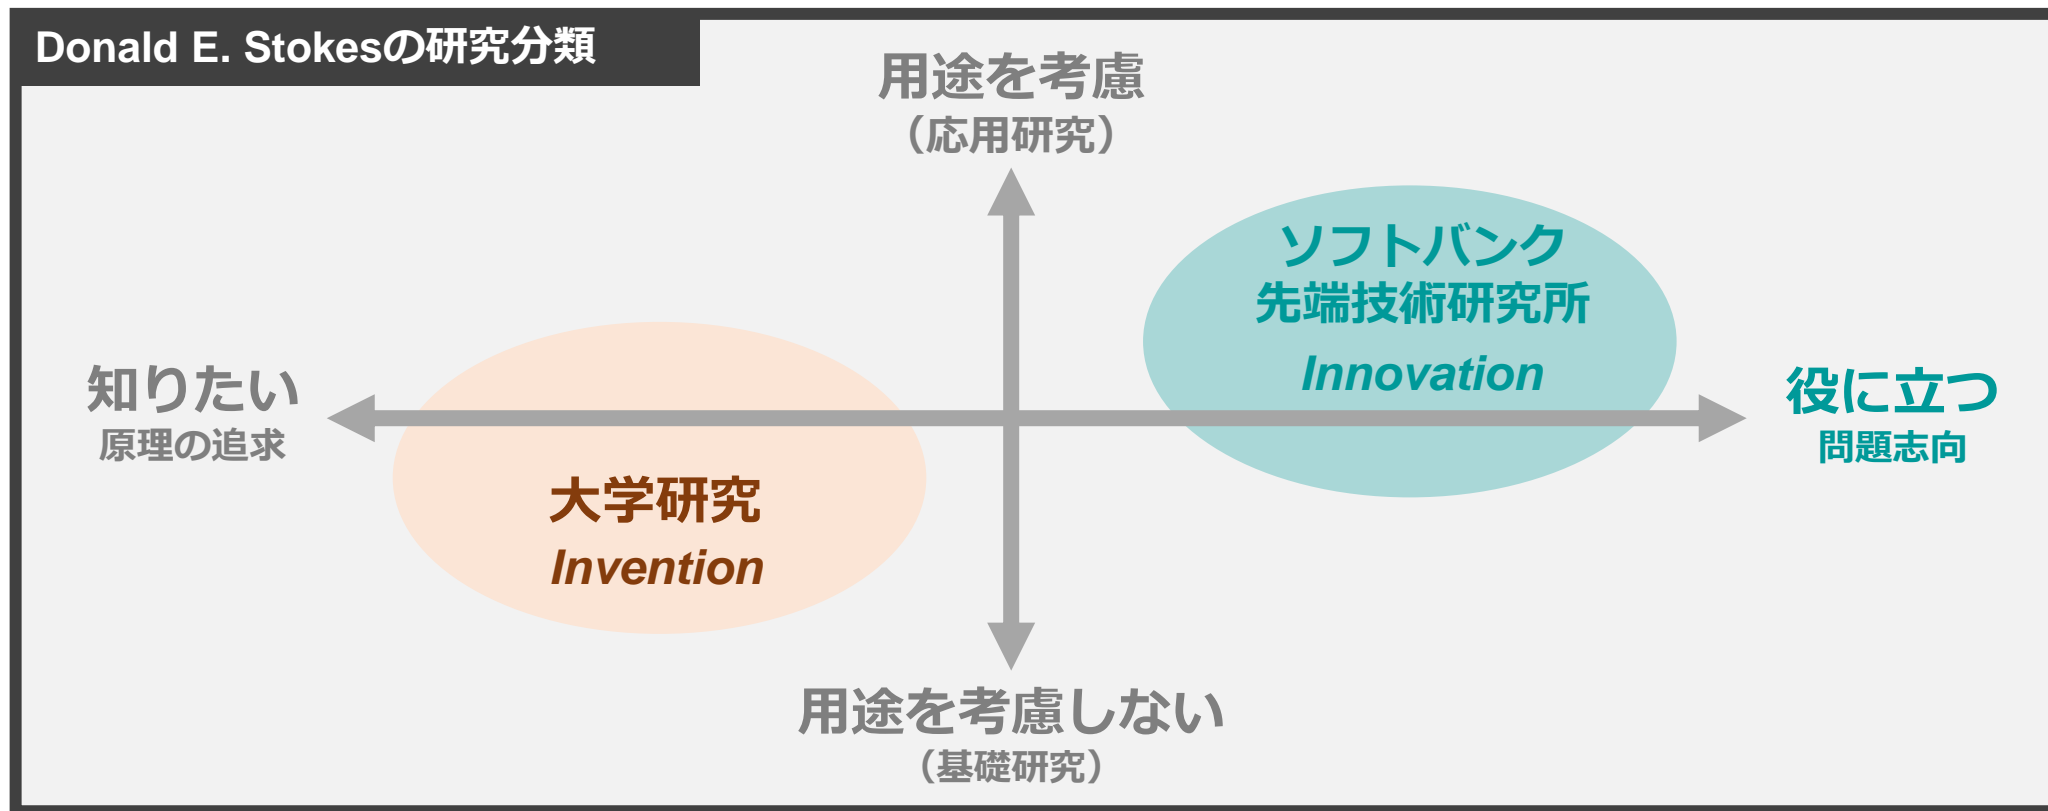 Donald E. Stokesの研究分類
用途を考慮
（応用研究）
ソフトバンク
先端技術研究所
Innovation
知りたい
原理の追求
役に立つ
問題志向
大学研究
Invention
用途を考慮しない
（基礎研究）